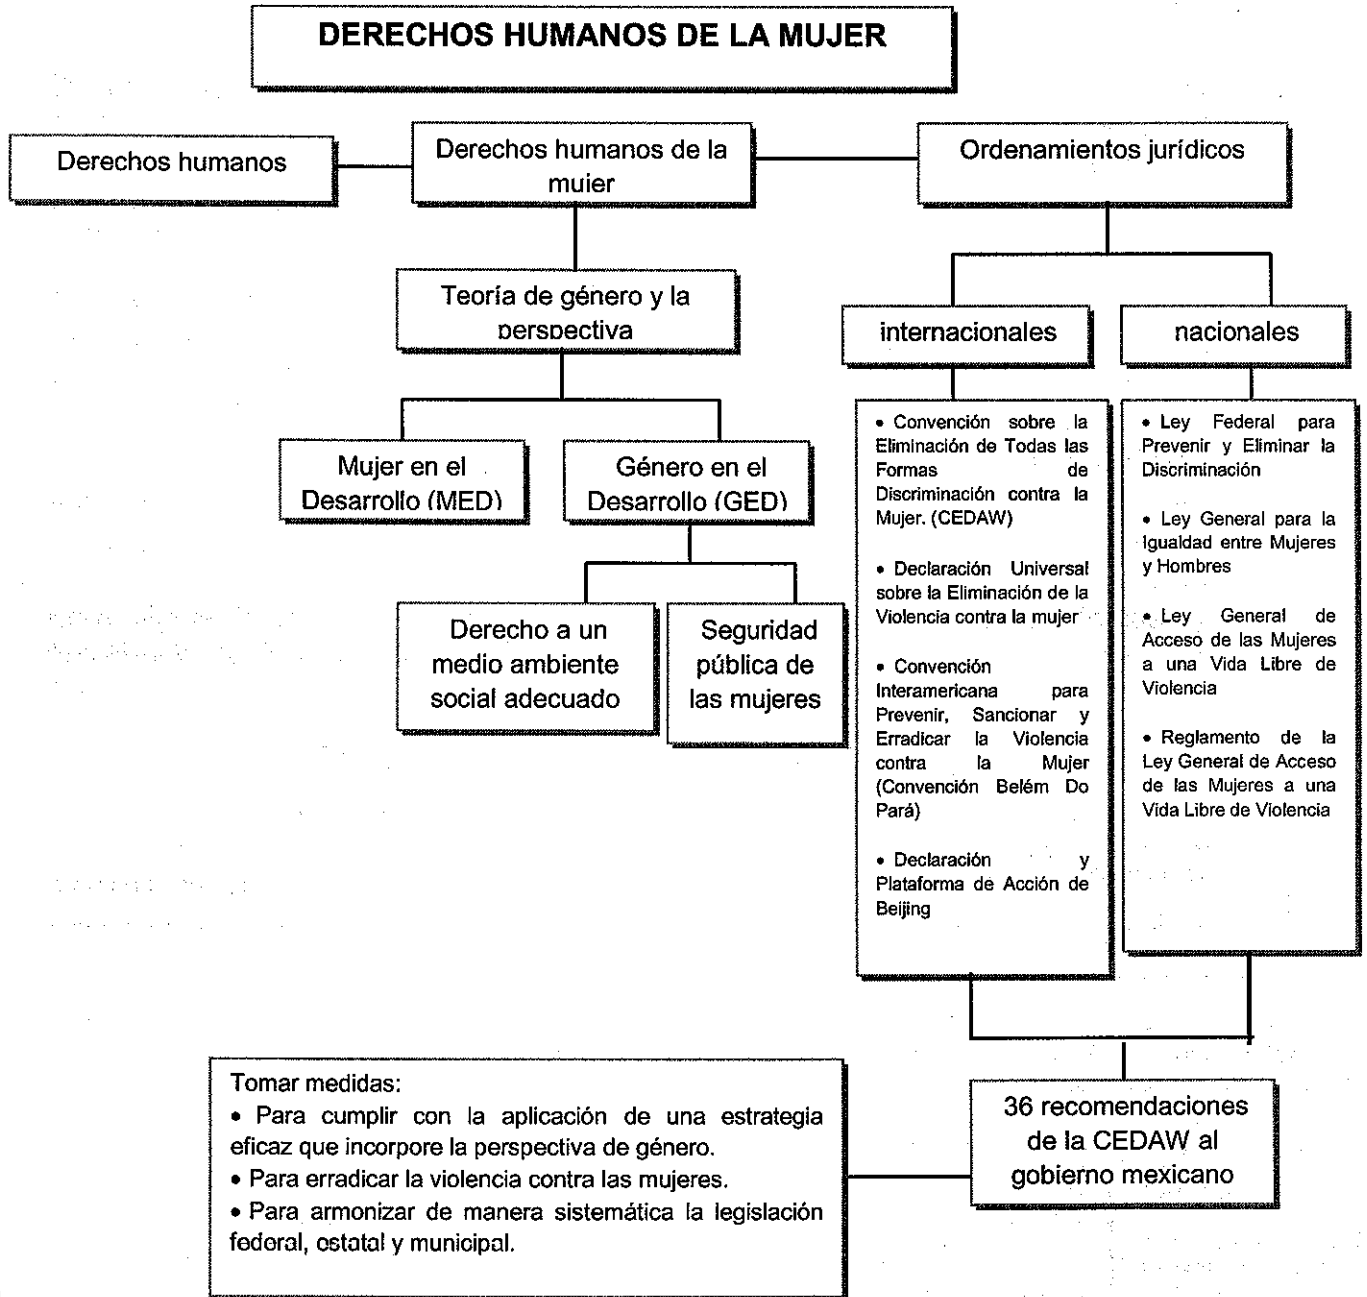 DERECHOS HUMANOS DE LA MUJER
Derechos humanos
Derechos humanos de la
mujer
Ordenamientos jurídicos
Teoría de género y la
perspectiva
internacionales
nacionales
Mujer en el
Desarrollo (MED)
Género en el
Desarrollo (GED)
Derecho a un
medio ambiente
social adecuado
Seguridad
pública de
las mujeres
• Convención sobre la
Eliminación de Todas las
Formas de
Discriminación contra la
Mujer. (CEDAW)
• Declaración Universal
sobre la Eliminación de la
Violencia contra la mujer
• Convención
Interamericana para
Prevenir, Sancionar y
Erradicar la Violencia
contra la Mujer
(Convención Belém Do
Pará)
• Declaración y
Plataforma de Acción de
Beijing
• Ley Federal para
Prevenir y Eliminar la
Discriminación
• Ley General para la
Igualdad entre Mujeres
y Hombres
• Ley General de
Acceso de las Mujeres
a una Vida Libre de
Violencia
• Reglamento de la
Ley General de Acceso
de las Mujeres a una
Vida Libre de Violencia
36 recomendaciones
de la CEDAW al
gobierno mexicano
Tomar medidas:
• Para cumplir con la aplicación de una estrategia
eficaz que incorpore la perspectiva de género.
• Para erradicar la violencia contra las mujeres.
• Para armonizar de manera sistemática la legislación
federal, estatal y municipal.